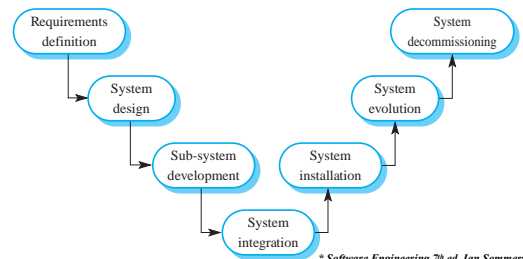 Requirements
definition
System
design
Sub-system
development
System
integration
System
installation
System
evolution
System
decommissioning
* Software Engineering 7th ed. Ian